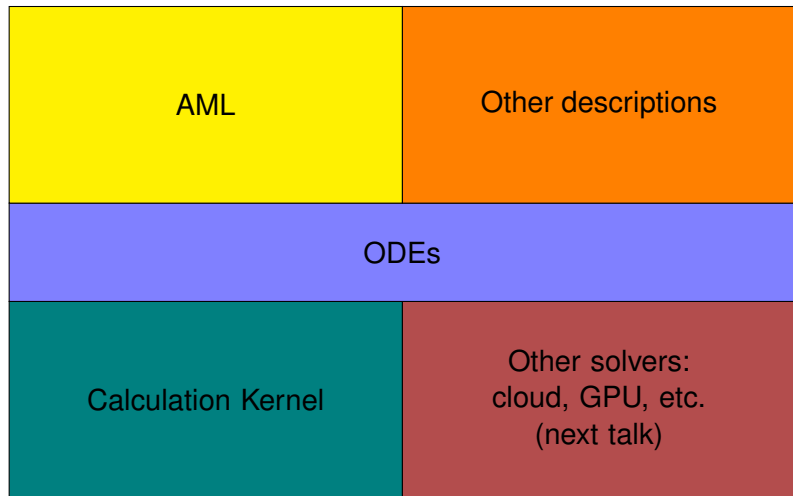 AML
Other descriptions
ODEs
Calculation Kernel
Other solvers:
cloud, GPU, etc.
(next talk)